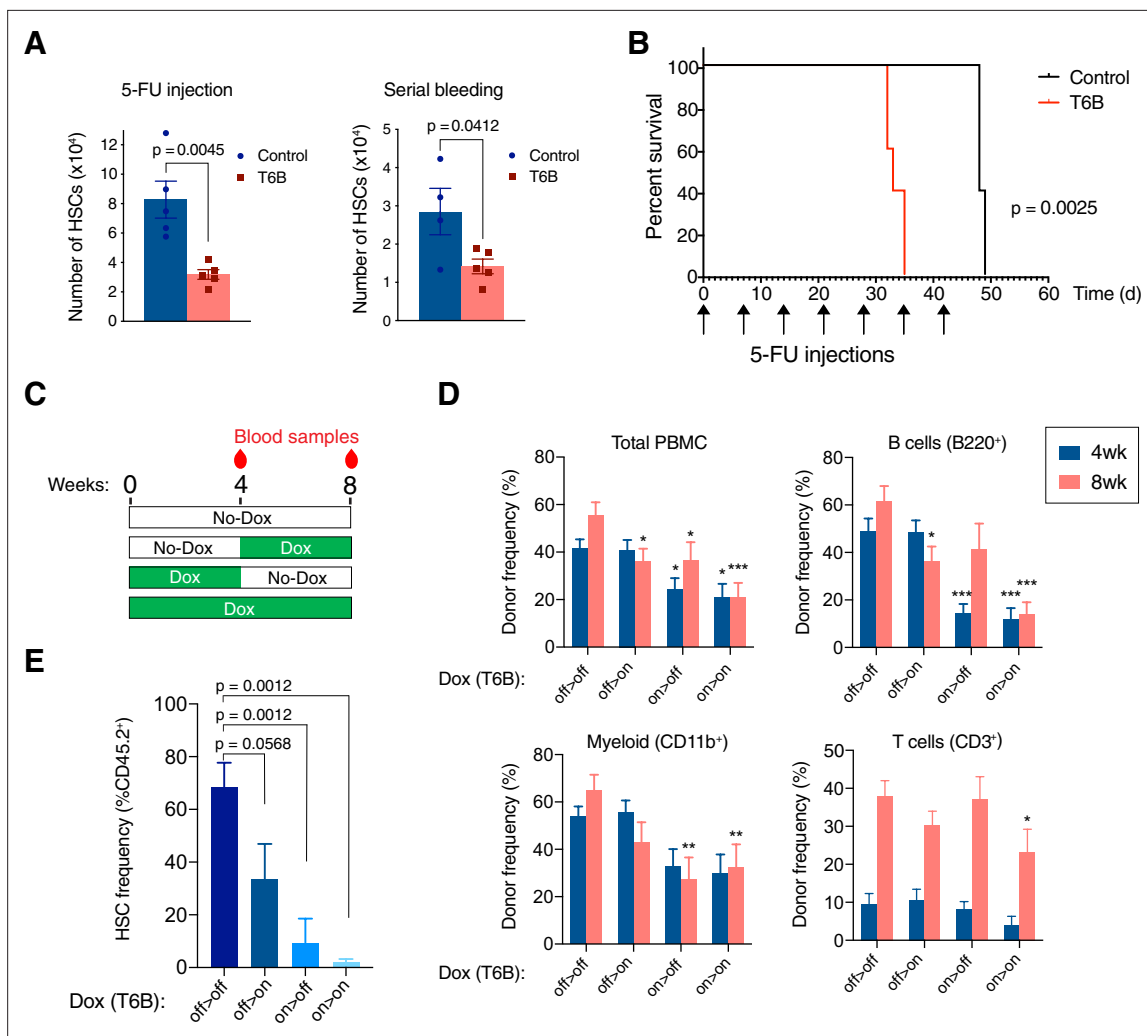 A
5-FU injection
Number of HSCs (x10⁴)
12
10
8
6
4
2
0
p = 0.0045
Control
T6B
Serial bleeding
Number of HSCs (x10⁴)
5
4
3
2
1
0
p = 0.0412
Control
T6B
B
Percent survival
100
80
60
40
20
0
Control
T6B
p = 0.0025
0 10 20 30 40 50 60 Time (d)
5-FU injections
C
Blood samples
Weeks: 0 4 8
No-Dox
No-Dox Dox
Dox No-Dox
Dox
D
Total PBMC
Donor frequency (%)
80
60
40
20
0
* * * * ***
Dox (T6B): off>off off>on on>off on>on
B cells (B220⁺)
Donor frequency (%)
80
60
40
20
0
* *** *** ***
off>off off>on on>off on>on
4wk
8wk
Myeloid (CD11b⁺)
Donor frequency (%)
80
60
40
20
0
** **
Dox (T6B): off>off off>on on>off on>on
T cells (CD3⁺)
Donor frequency (%)
50
40
30
20
10
0
*
off>off off>on on>off on>on
E
HSC frequency (%CD45.2⁺)
100
80
60
40
20
0
p = 0.0012
p = 0.0012
p = 0.0568
Dox (T6B): off>off off>on on>off on>on